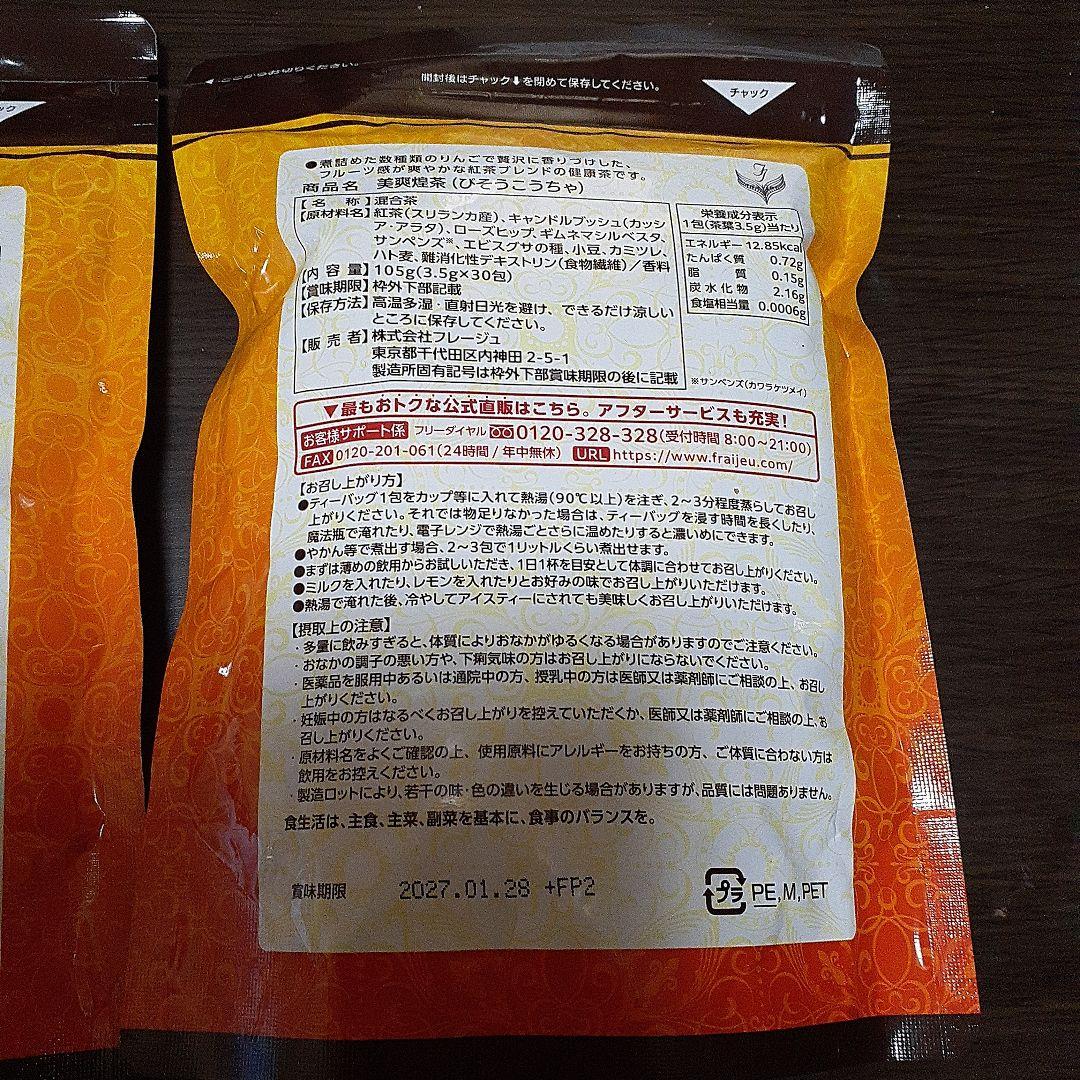 ここからお切りください。
開封後はチャック⬇を閉めて保存してください。
チャック
ック
●煮詰めた数種類のりんごで贅沢に香りづけした、
フルーツ感が爽やかな紅茶ブレンドの健康茶です。
商品名 美爽煌茶(びそうこうちゃ)
【名称】混合茶
【原材料名】紅茶(スリランカ産)、キャンドルブッシュ(カッシ
ア・アラタ)、ローズヒップ、ギムネマシルベスタ、
サンペンズ※、エビスグサの種、小豆、カミツレ、
ハト麦、難消化性デキストリン(食物繊維)/香料
【内容量】105g(3.5g×30包)
【賞味期限】枠外下部記載
【保存方法】高温多湿・直射日光を避け、できるだけ涼しい
ところに保存してください。
【販売者】株式会社フレージュ
東京都千代田区内神田 2-5-1
製造所固有記号は枠外下部賞味期限の後に記載
栄養成分表示
1包(茶葉3.5g)当たり
エネルギー 12.85kcal
たんぱく質 0.72g
脂質 0.15g
炭水化物 2.16g
食塩相当量 0.0006g
※サンペンズ(カワラケツメイ)
▼最もおトクな公式直販はこちら。アフターサービスも充実!
お客様サポート係 フリーダイヤル 0120-328-328(受付時間 8:00~21:00)
FAX 0120-201-061(24時間/年中無休) URL https://www.fraijeu.com/
【お召し上がり方】
●ティーバッグ1包をカップ等に入れて熱湯(90℃以上)を注ぎ、2~3分程度蒸らしてお召し
上がりください。それでは物足りなかった場合は、ティーバッグを浸す時間を長くしたり、
魔法瓶で淹れたり、電子レンジで熱湯ごとさらに温めたりすると濃いめにできます。
●やかん等で煮出す場合、2~3包で1リットルくらい煮出せます。
●まずは薄めの飲用からお試しいただき、1日1杯を目安として体調に合わせてお召し上がりください。
●ミルクを入れたり、レモンを入れたりとお好みの味でお召し上がりいただけます。
●熱湯で淹れた後、冷やしてアイスティーにされても美味しくお召し上がりいただけます。
【摂取上の注意】
・多量に飲みすぎると、体質によりおなかがゆるくなる場合がありますのでご注意ください。
・おなかの調子の悪い方や、下痢気味の方はお召し上がりにならないでください。
・医薬品を服用中あるいは通院中の方、授乳中の方は医師又は薬剤師にご相談の上、お召し
上がりください。
・妊娠中の方はなるべくお召し上がりを控えていただくか、医師又は薬剤師にご相談の上、お
召し上がりください。
・原材料名をよくご確認の上、使用原料にアレルギーをお持ちの方、ご体質に合わない方は
飲用をお控えください。
・製造ロットにより、若干の味・色の違いを生じる場合がありますが、品質には問題ありません。
食生活は、主食、主菜、副菜を基本に、食事のバランスを。
賞味期限 2027.01.28 +FP2
プラ PE,M,PET